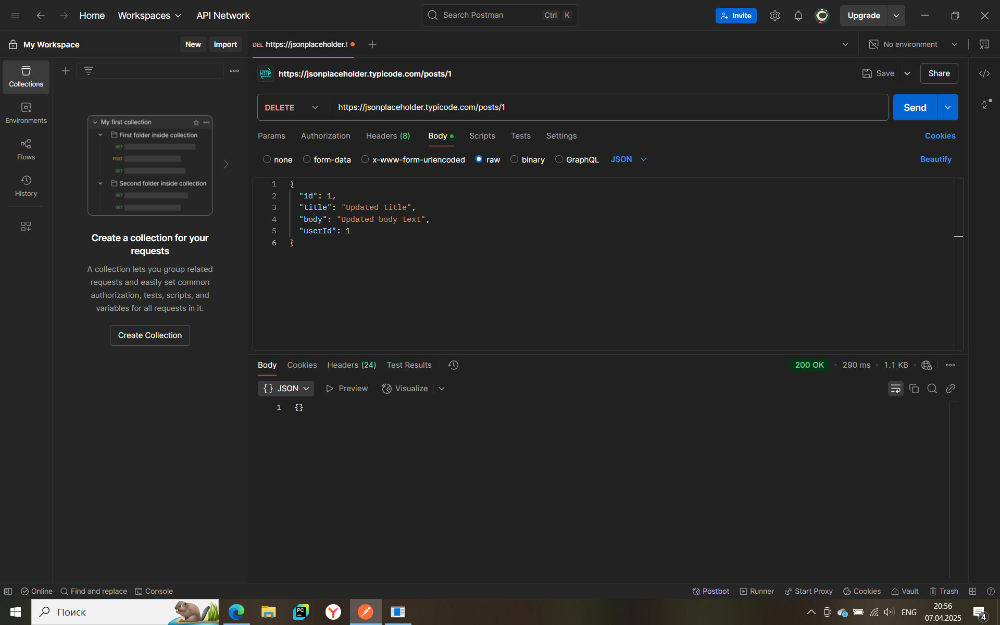 Home Workspaces API Network Search Postman Ctrl K Invite Upgrade
My Workspace New Import DEL https://jsonplaceholder.t No environment
HTTP https://jsonplaceholder.typicode.com/posts/1 Save Share
DELETE https://jsonplaceholder.typicode.com/posts/1 Send
Params Authorization Headers (8) Body Scripts Tests Settings Cookies
none form-data x-www-form-urlencoded raw binary GraphQL JSON Beautify
1 {
2 "id": 1,
3 "title": "Updated title",
4 "body": "Updated body text",
5 "userId": 1
6 }
Collections
Environments
Flows
History
My first collection
First folder inside collection
GET
POST
GET
Second folder inside collection
GET
GET
Create a collection for your
requests
A collection lets you group related
requests and easily set common
authorization, tests, scripts, and
variables for all requests in it.
Create Collection
Body Cookies Headers (24) Test Results 200 OK 290 ms 1.1 KB
{} JSON Preview Visualize
1 {}
Online Find and replace Console Postbot Runner Start Proxy Cookies Vault Trash
Поиск PC ENG 20:56
07.04.2025 4